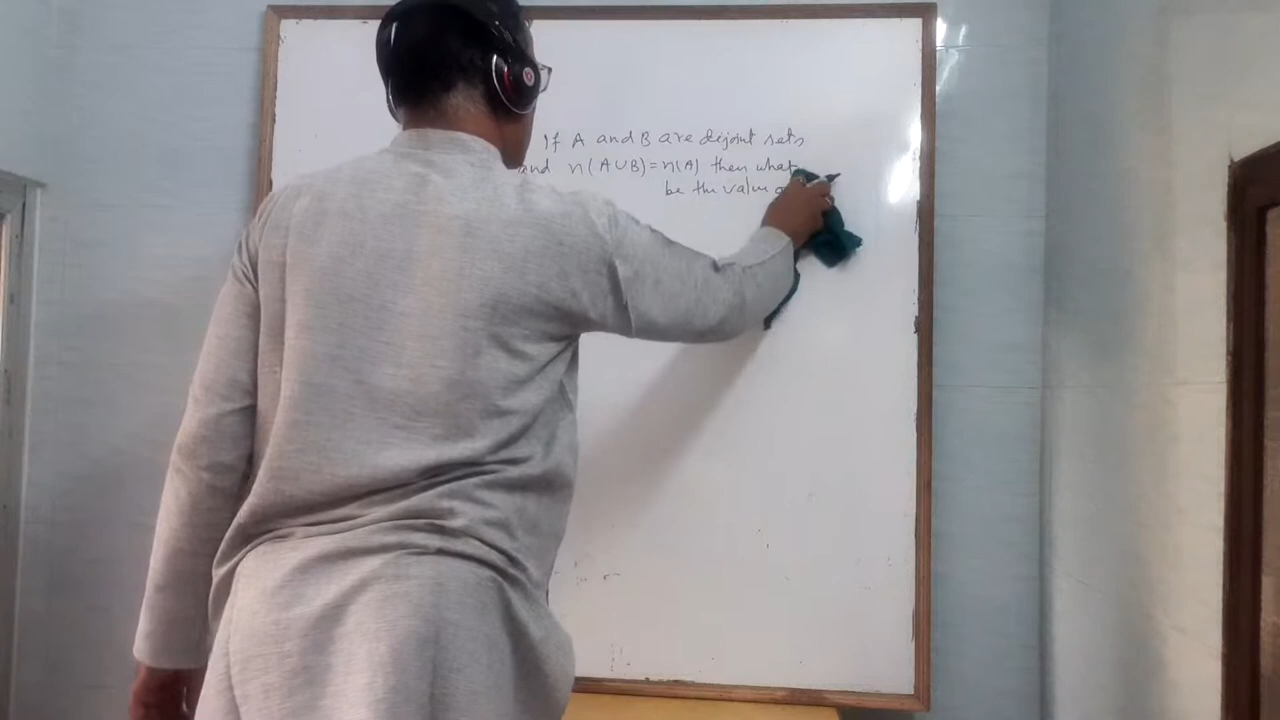 If A and B are disjoint sets
and n(A∪B)=n(A) then what
be the value